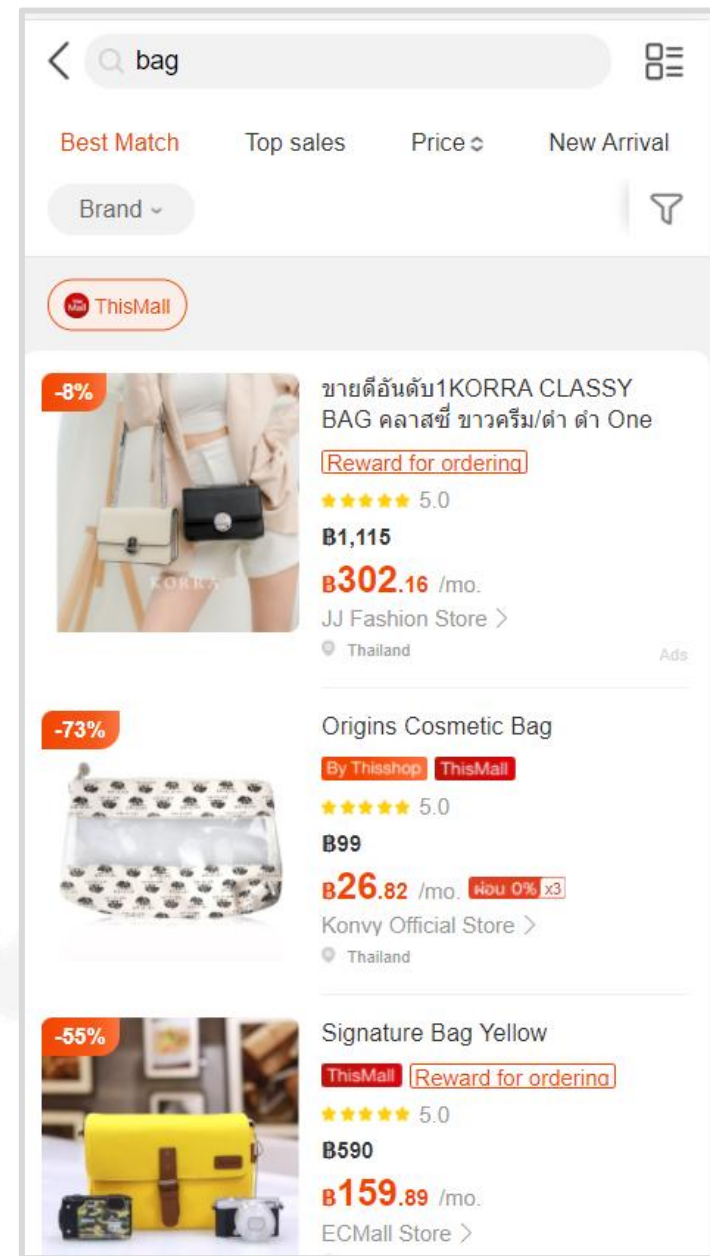 bag
Best Match Top sales Price New Arrival
Brand
ThisMall
-8%
ขายดีอันดับ1KORRA CLASSY
BAG คลาสซี่ ขาวครีม/ดำ ดำ One
Reward for ordering
5.0
฿1,115
฿302.16 /mo.
KORRA
JJ Fashion Store >
Thailand
Ads
-73%
Origins Cosmetic Bag
By Thisshop ThisMall
5.0
฿99
฿26.82 /mo. ผ่อน 0% x3
Konvy Official Store >
Thailand
-55%
Signature Bag Yellow
ThisMall Reward for ordering
5.0
฿590
฿159.89 /mo.
ECMall Store >